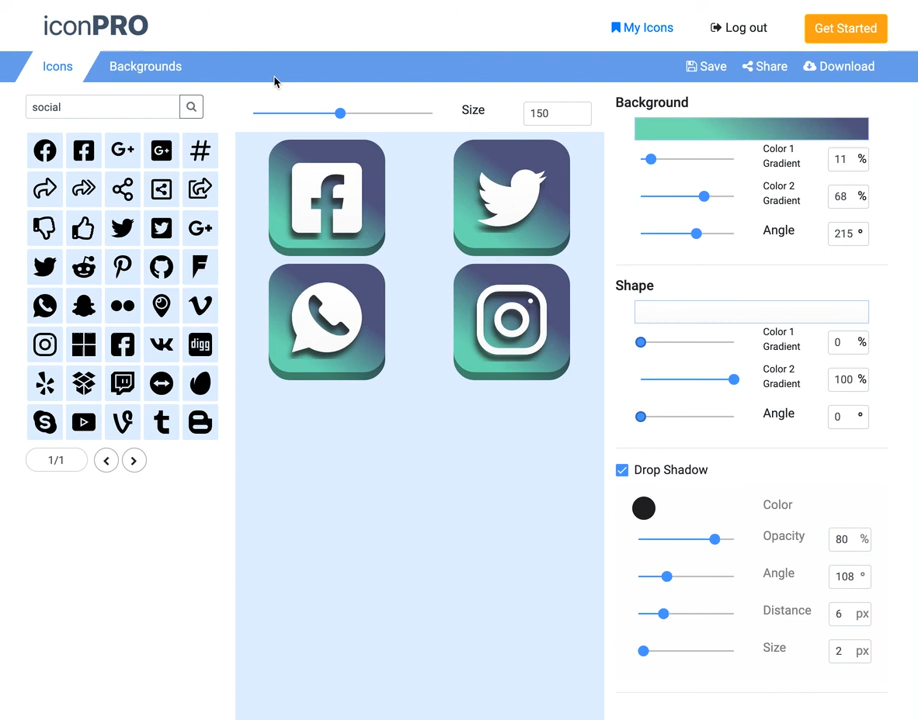 iconPRO
My Icons
Log out
Get Started
Icons
Backgrounds
Save
Share
Download
social
Size
150
1/1
Background
Color 1
Gradient
11 %
Color 2
Gradient
68 %
Angle
215 °
Shape
Color 1
Gradient
0 %
Color 2
Gradient
100 %
Angle
0 °
Drop Shadow
Color
Opacity
80 %
Angle
108 °
Distance
6 px
Size
2 px
G+
G+
#
G+
digg